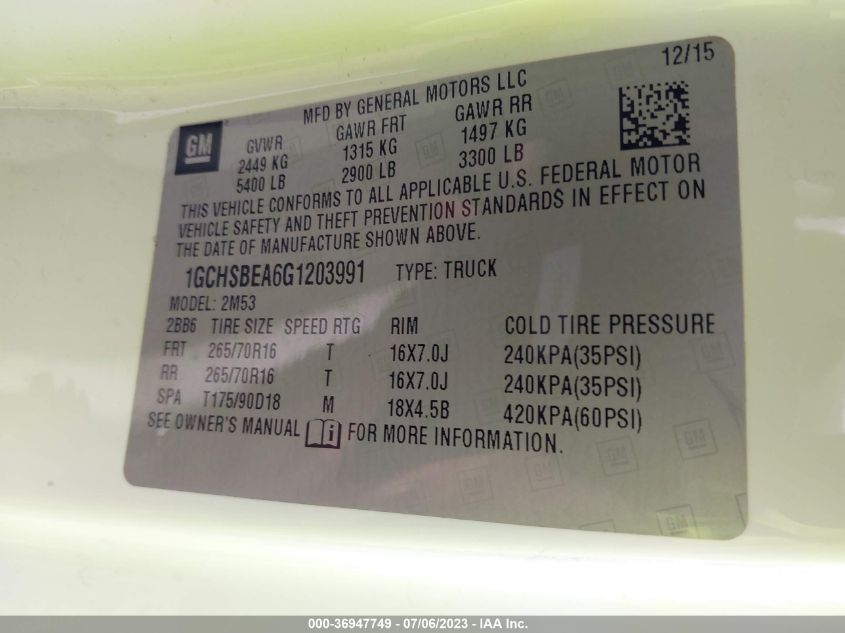 12/15
MFD BY GENERAL MOTORS LLC
GM
GVWR GAWR FRT GAWR RR
2449 KG 1315 KG 1497 KG
5400 LB 2900 LB 3300 LB
THIS VEHICLE CONFORMS TO ALL APPLICABLE U.S. FEDERAL MOTOR
VEHICLE SAFETY AND THEFT PREVENTION STANDARDS IN EFFECT ON
THE DATE OF MANUFACTURE SHOWN ABOVE.
1GCHSBEA6G1203991 TYPE: TRUCK
MODEL: 2M53
2BB6 TIRE SIZE SPEED RTG RIM COLD TIRE PRESSURE
FRT 265/70R16 T 16X7.0J 240KPA(35PSI)
RR 265/70R16 T 16X7.0J 240KPA(35PSI)
SPA T175/90D18 M 18X4.5B 420KPA(60PSI)
SEE OWNER'S MANUAL i FOR MORE INFORMATION.
000-36947749 - 07/06/2023 - IAA Inc.